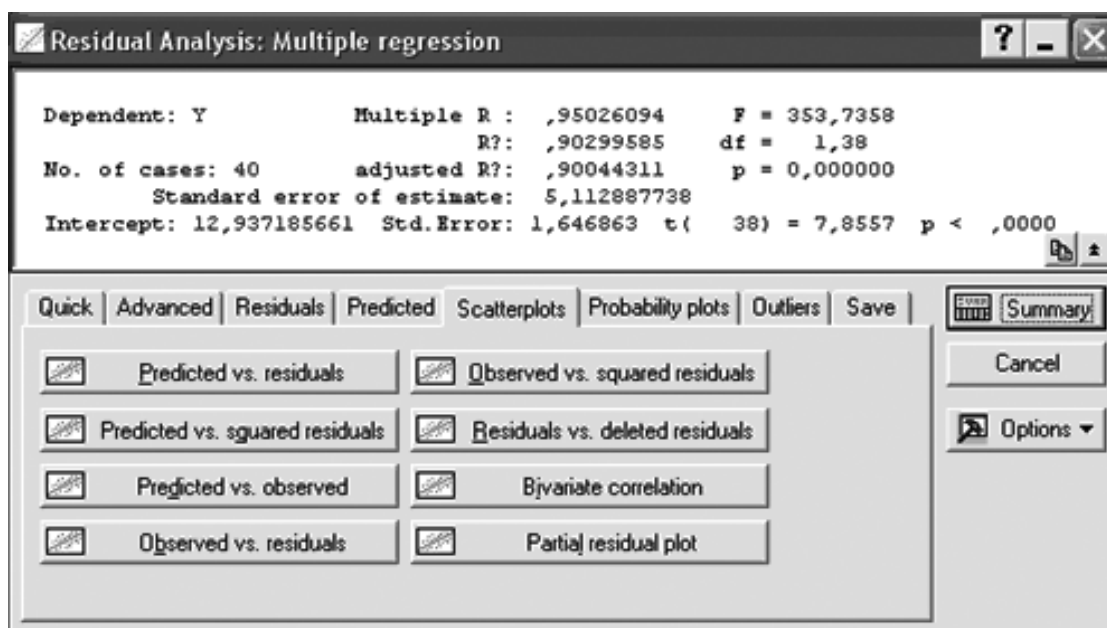 Residual Analysis: Multiple regression
Dependent: Y Multiple R : ,95026094 F = 353,7358
R?: ,90299585 df = 1,38
No. of cases: 40 adjusted R?: ,90044311 p = 0,000000
Standard error of estimate: 5,112887738
Intercept: 12,937185661 Std.Error: 1,646863 t( 38) = 7,8557 p < ,0000
Quick Advanced Residuals Predicted Scatterplots Probability plots Outliers Save
Summary
Predicted vs. residuals Observed vs. squared residuals
Cancel
Predicted vs. squared residuals Residuals vs. deleted residuals
Options
Predicted vs. observed Bivariate correlation
Observed vs. residuals Partial residual plot